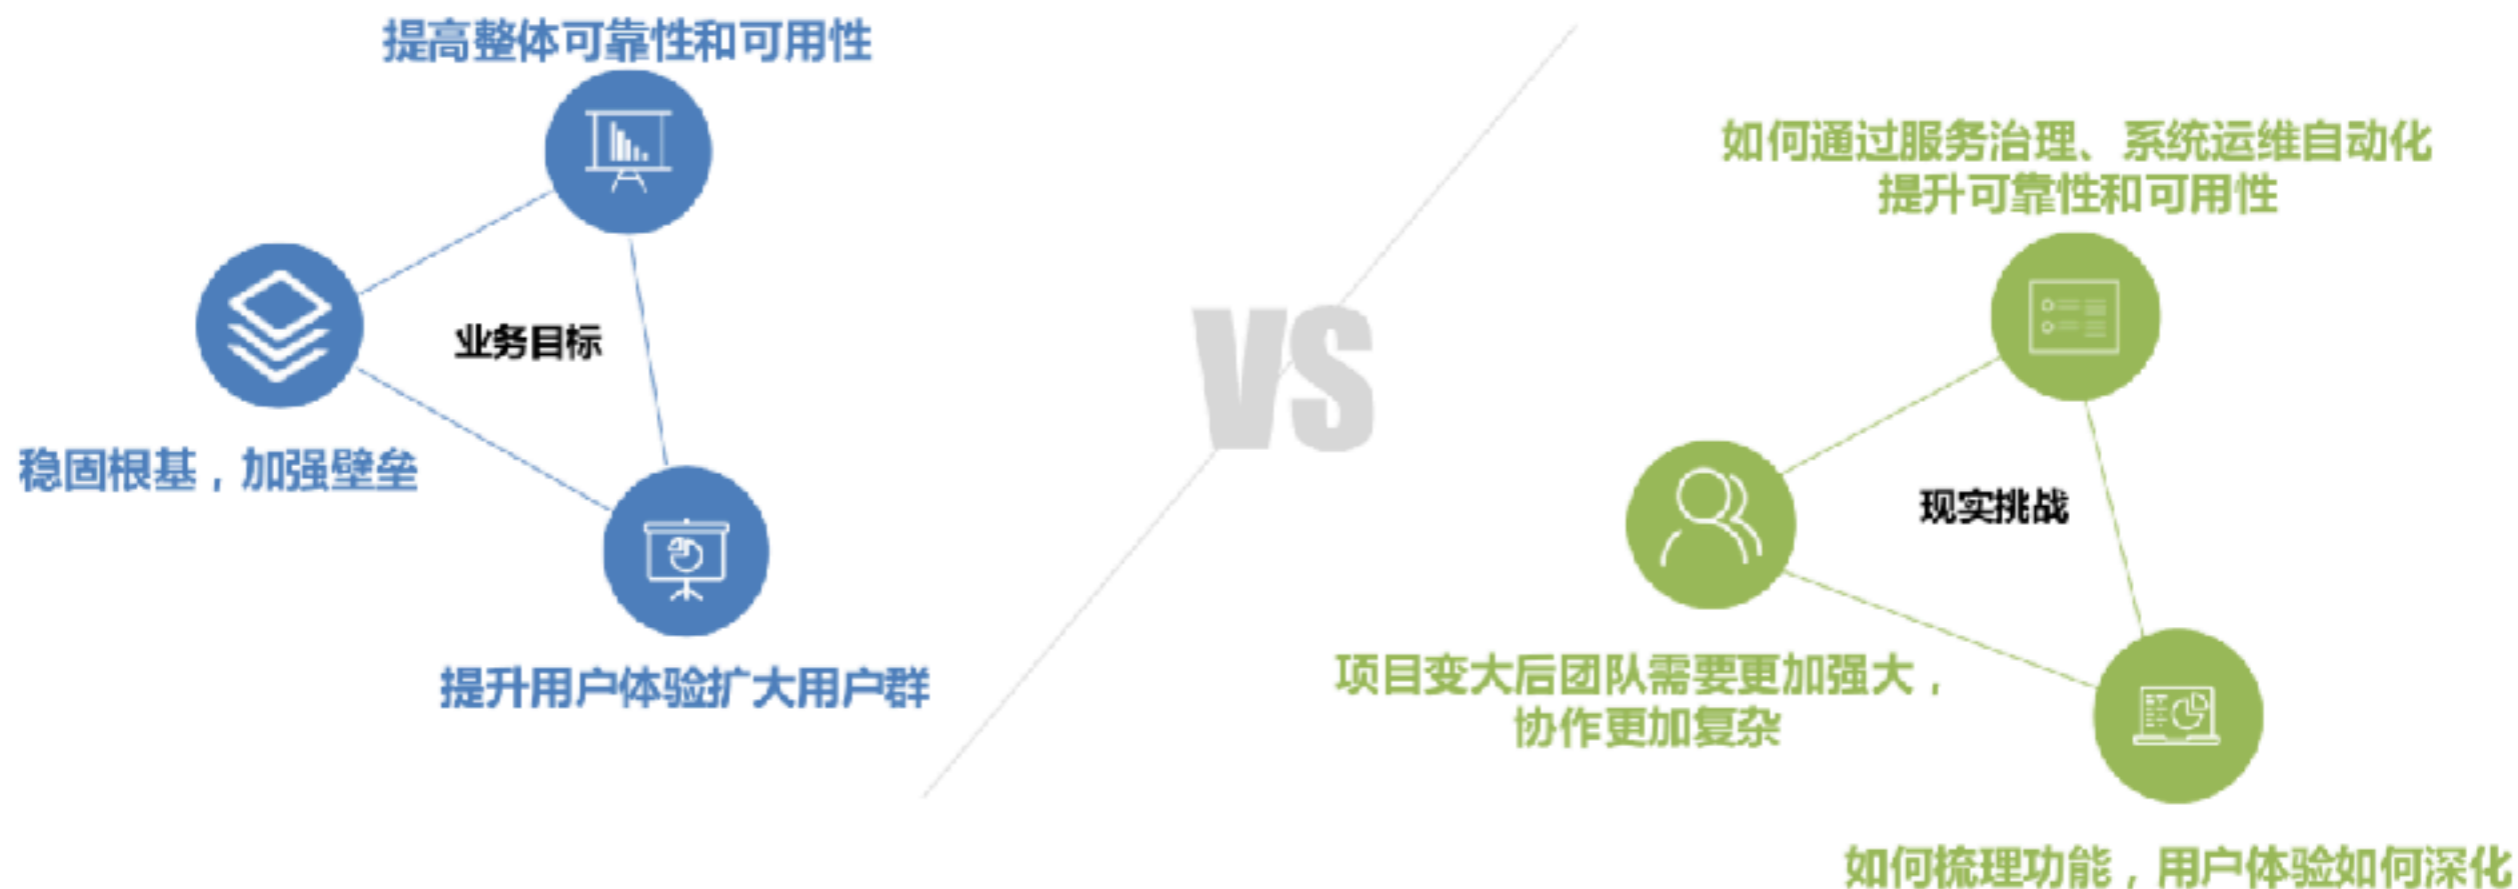 提高整体可靠性和可用性
业务目标
稳固根基，加强壁垒
提升用户体验扩大用户群
VS
如何通过服务治理、系统运维自动化
提升可靠性和可用性
现实挑战
项目变大后团队需要更加强大，
协作更加复杂
如何梳理功能，用户体验如何深化